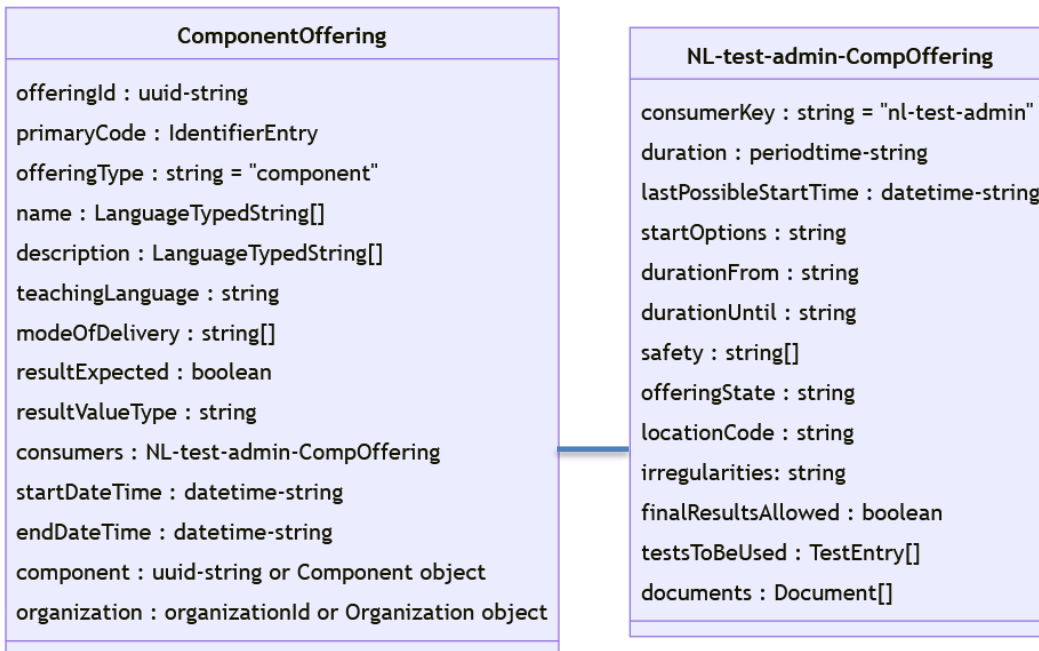 ComponentOffering
offeringId : uuid-string
primaryCode : IdentifierEntry
offeringType : string = "component"
name : LanguageTypedString[]
description : LanguageTypedString[]
teachingLanguage : string
modeOfDelivery : string[]
resultExpected : boolean
resultValueType : string
consumers : NL-test-admin-CompOffering
startDateTime : datetime-string
endDateTime : datetime-string
component : uuid-string or Component object
organization : organizationId or Organization object
NL-test-admin-CompOffering
consumerKey : string = "nl-test-admin"
duration : periodtime-string
lastPossibleStartTime : datetime-string
startOptions : string
durationFrom : string
durationUntil : string
safety : string[]
offeringState : string
locationCode : string
irregularities: string
finalResultsAllowed : boolean
testsToBeUsed : TestEntry[]
documents : Document[]